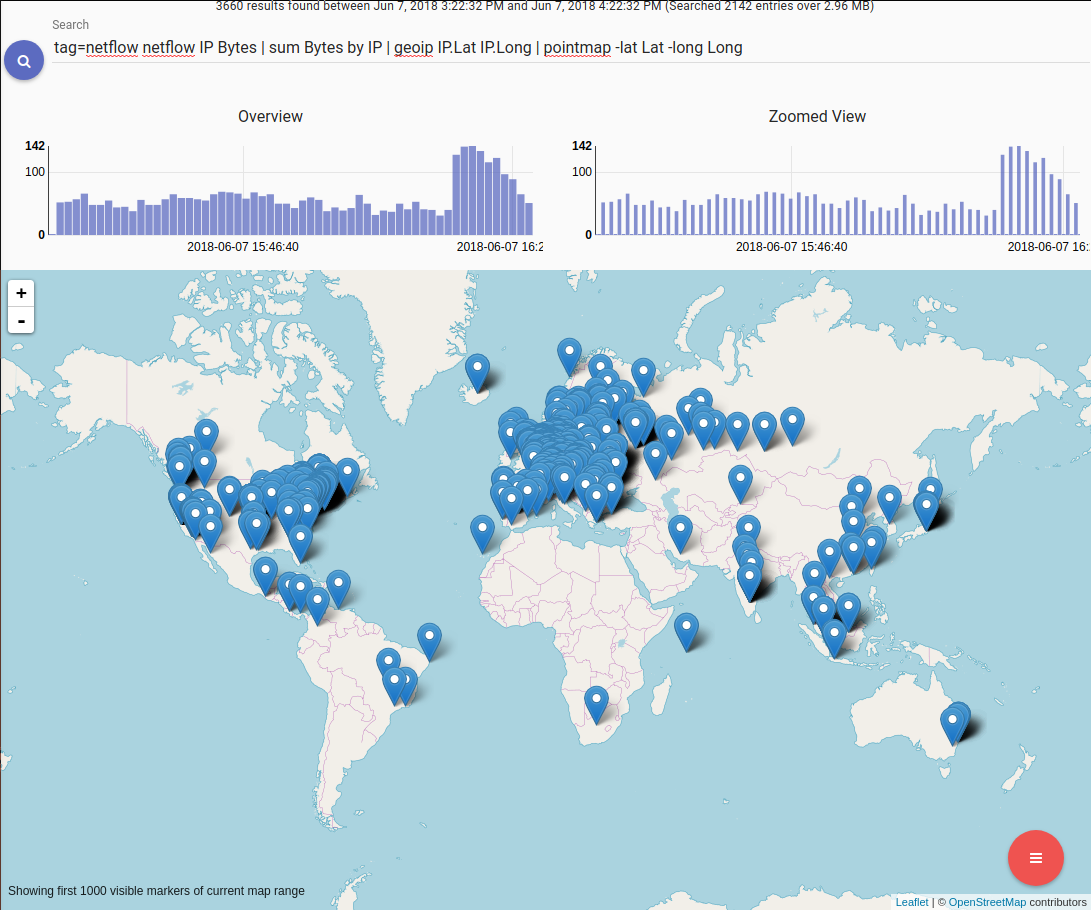 3660 results found between Jun 7, 2018 3:22:32 PM and Jun 7, 2018 4:22:32 PM (Searched 2142 entries over 2.96 MB)
Search
tag=netflow netflow IP Bytes | sum Bytes by IP | geoip IP.Lat IP.Long | pointmap -lat Lat -long Long
Overview
Zoomed View
142
100
0
2018-06-07 15:46:40
2018-06-07 16:2
142
100
0
2018-06-07 15:46:40
2018-06-07 16:
+
-
Showing first 1000 visible markers of current map range
Leaflet | © OpenStreetMap contributors